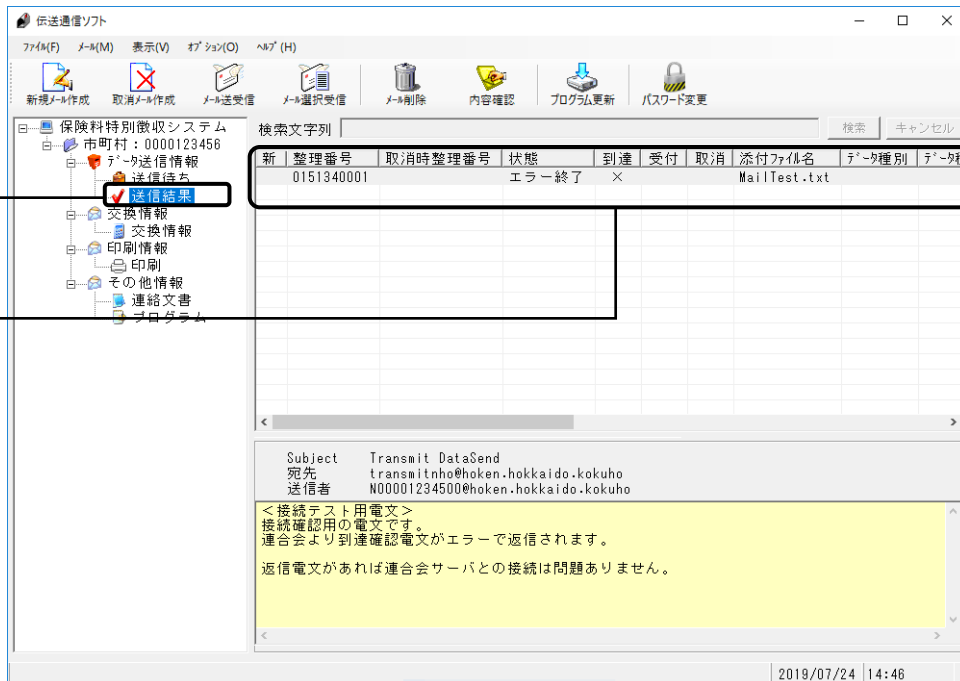 伝送通信ソフト
ﾌｧｲﾙ(F) ﾒｰﾙ(M) 表示(V) ｵﾌﾟｼｮﾝ(O) ﾍﾙﾌﾟ(H)
新規ﾒｰﾙ作成 取消ﾒｰﾙ作成 ﾒｰﾙ送受信 ﾒｰﾙ選択受信 ﾒｰﾙ削除 内容確認 ﾌﾟﾛｸﾞﾗﾑ更新 ﾊﾟｽﾜｰﾄﾞ変更
保険料特別徴収システム
市町村：0000123456
ﾃﾞｰﾀ送信情報
送信待ち
送信結果
交換情報
交換情報
印刷情報
印刷
その他情報
連絡文書
プログラム
検索文字列 検索 キャンセル
新 整理番号 取消時整理番号 状態 到達 受付 取消 添付ﾌｧｲﾙ名 ﾃﾞｰﾀ種別 ﾃﾞｰﾀ種
0151340001 エラー終了 × MailTest.txt
Subject Transmit DataSend
宛先 transmitnho@hoken.hokkaido.kokuho
送信者 N00001234500@hoken.hokkaido.kokuho
＜接続テスト用電文＞
接続確認用の電文です。
連合会より到達確認電文がエラーで返信されます。
返信電文があれば連合会サーバとの接続は問題ありません。
2019/07/24 14:46